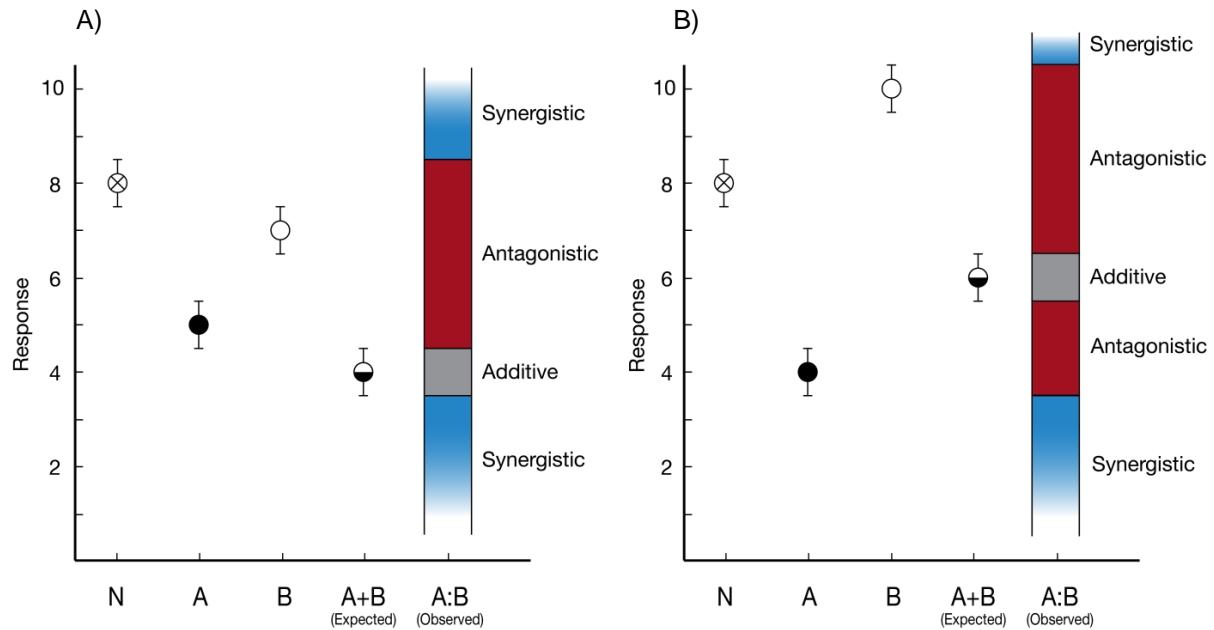 A)
10
8
6
4
2
Response
Synergistic
Antagonistic
Additive
Synergistic
N
A
B
A+B
(Expected)
A:B
(Observed)
B)
10
8
6
4
2
Response
Synergistic
Antagonistic
Additive
Antagonistic
Synergistic
N
A
B
A+B
(Expected)
A:B
(Observed)